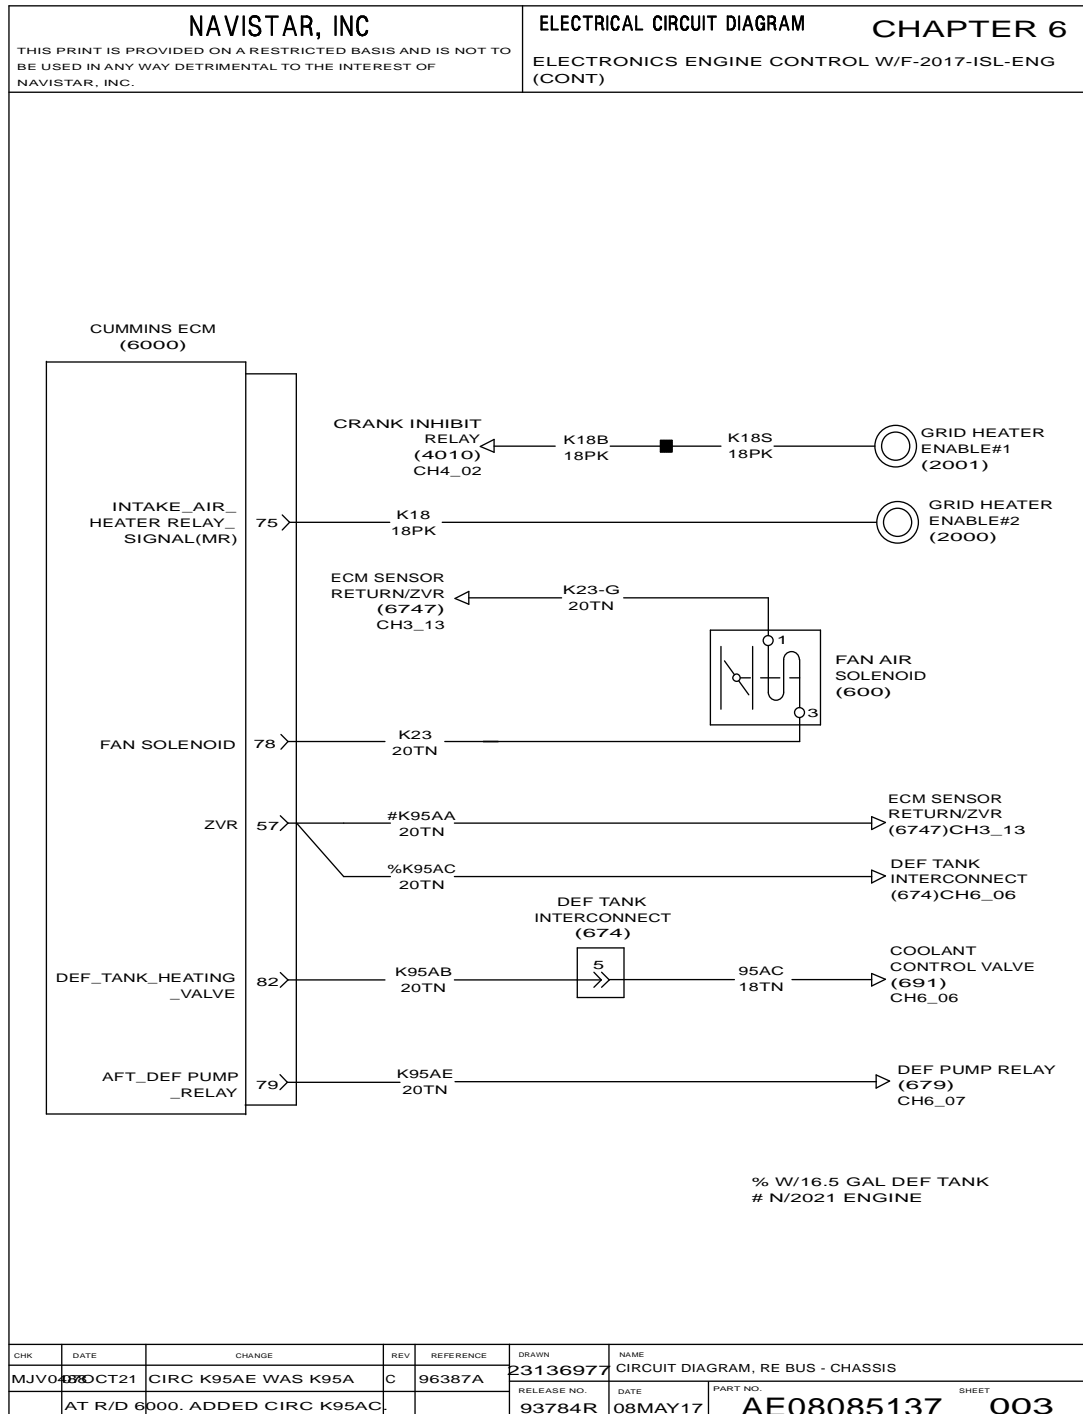 NAVISTAR, INC
THIS PRINT IS PROVIDED ON A RESTRICTED BASIS AND IS NOT TO
BE USED IN ANY WAY DETRIMENTAL TO THE INTEREST OF
NAVISTAR, INC.
ELECTRICAL CIRCUIT DIAGRAM
CHAPTER 6
ELECTRONICS ENGINE CONTROL W/F-2017-ISL-ENG
(CONT)
CUMMINS ECM
(6000)
CRANK INHIBIT
RELAY
(4010)
CH4_02
K18B
18PK
K18S
18PK
GRID HEATER
ENABLE#1
(2001)
INTAKE_AIR_
HEATER RELAY_
SIGNAL(MR)
75
K18
18PK
GRID HEATER
ENABLE#2
(2000)
ECM SENSOR
RETURN/ZVR
(6747)
CH3_13
K23-G
20TN
1
3
FAN AIR
SOLENOID
(600)
FAN SOLENOID
78
K23
20TN
ZVR
57
#K95AA
20TN
ECM SENSOR
RETURN/ZVR
(6747)CH3_13
%K95AC
20TN
DEF TANK
INTERCONNECT
(674)CH6_06
DEF TANK
INTERCONNECT
(674)
5
DEF_TANK_HEATING
_VALVE
82
K95AB
20TN
95AC
18TN
COOLANT
CONTROL VALVE
(691)
CH6_06
AFT_DEF PUMP
_RELAY
79
K95AE
20TN
DEF PUMP RELAY
(679)
CH6_07
% W/16.5 GAL DEF TANK
# N/2021 ENGINE
CHK DATE CHANGE REV REFERENCE
OCT21 CIRC K95AE WAS K95A C 96387A
AT R/D 6000. ADDED CIRC K95AC.
DRAWN
23136977
NAME
CIRCUIT DIAGRAM, RE BUS - CHASSIS
RELEASE NO.
93784R
DATE
08MAY17
PART NO.
AE08085137
SHEET
003